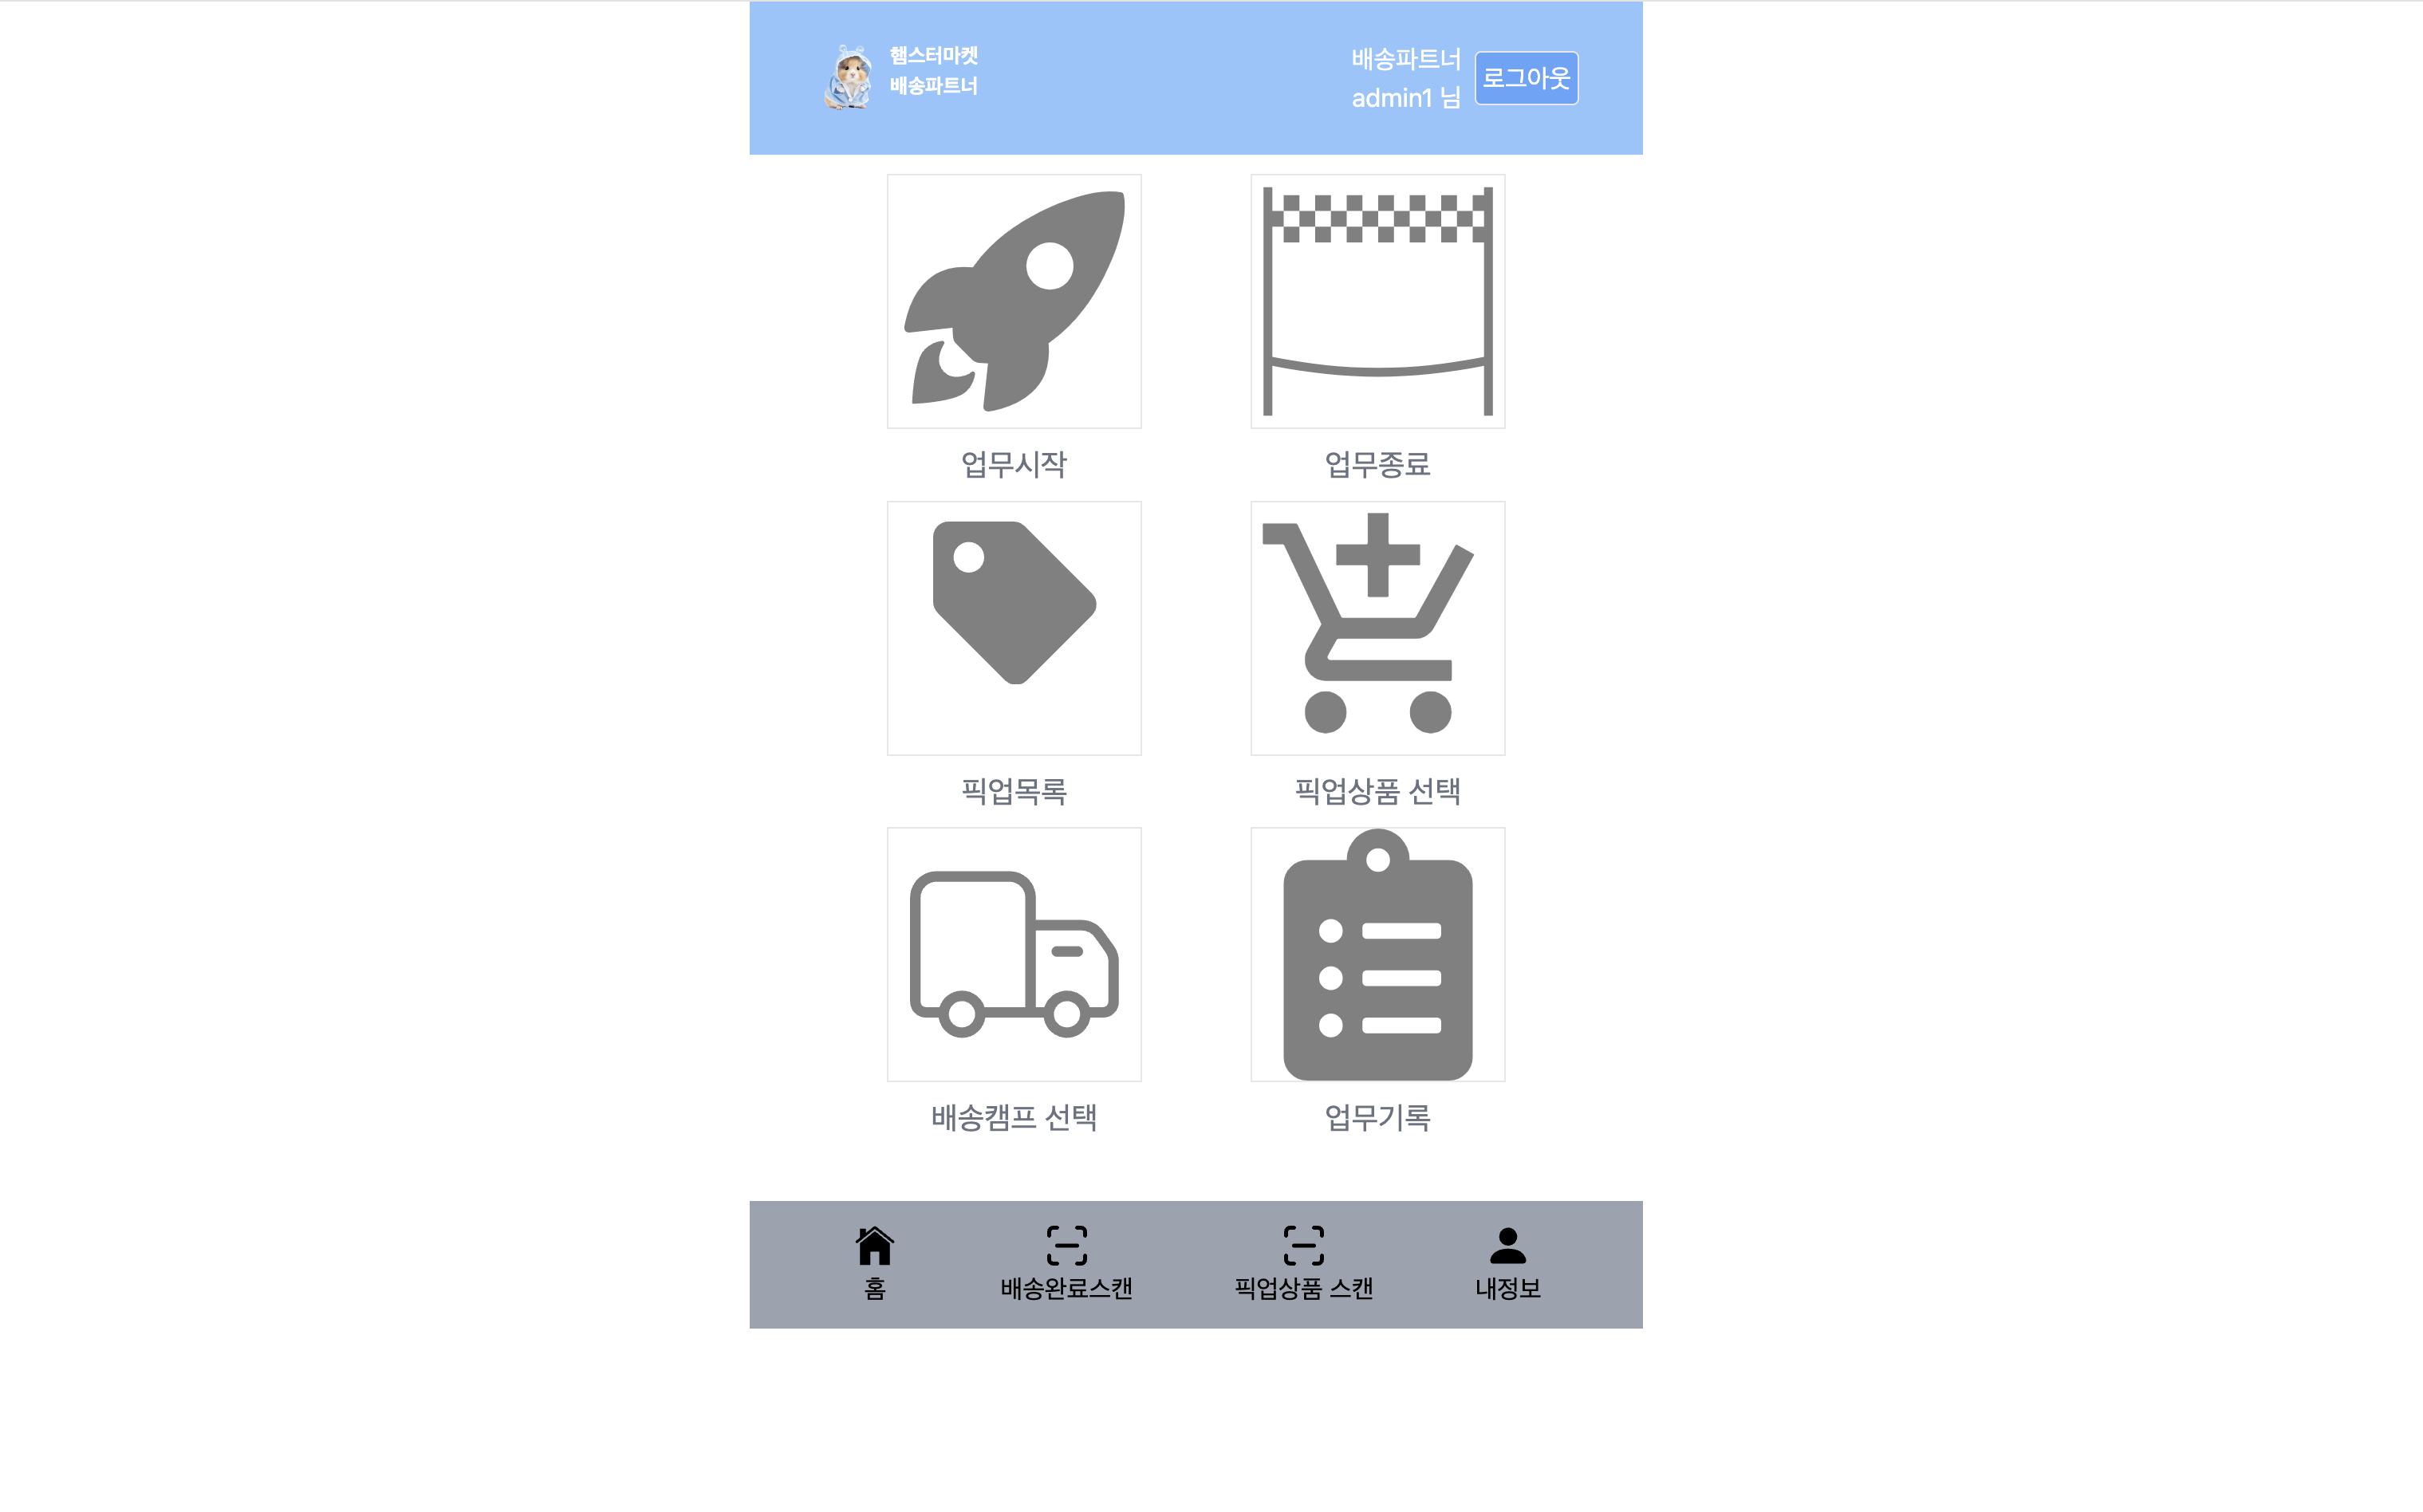 햄스터마켓
배송파트너
배송파트너
admin1 님
로그아웃
업무시작
업무종료
픽업목록
픽업상품 선택
배송캠프 선택
업무기록
홈
배송완료스캔
픽업상품 스캔
내정보